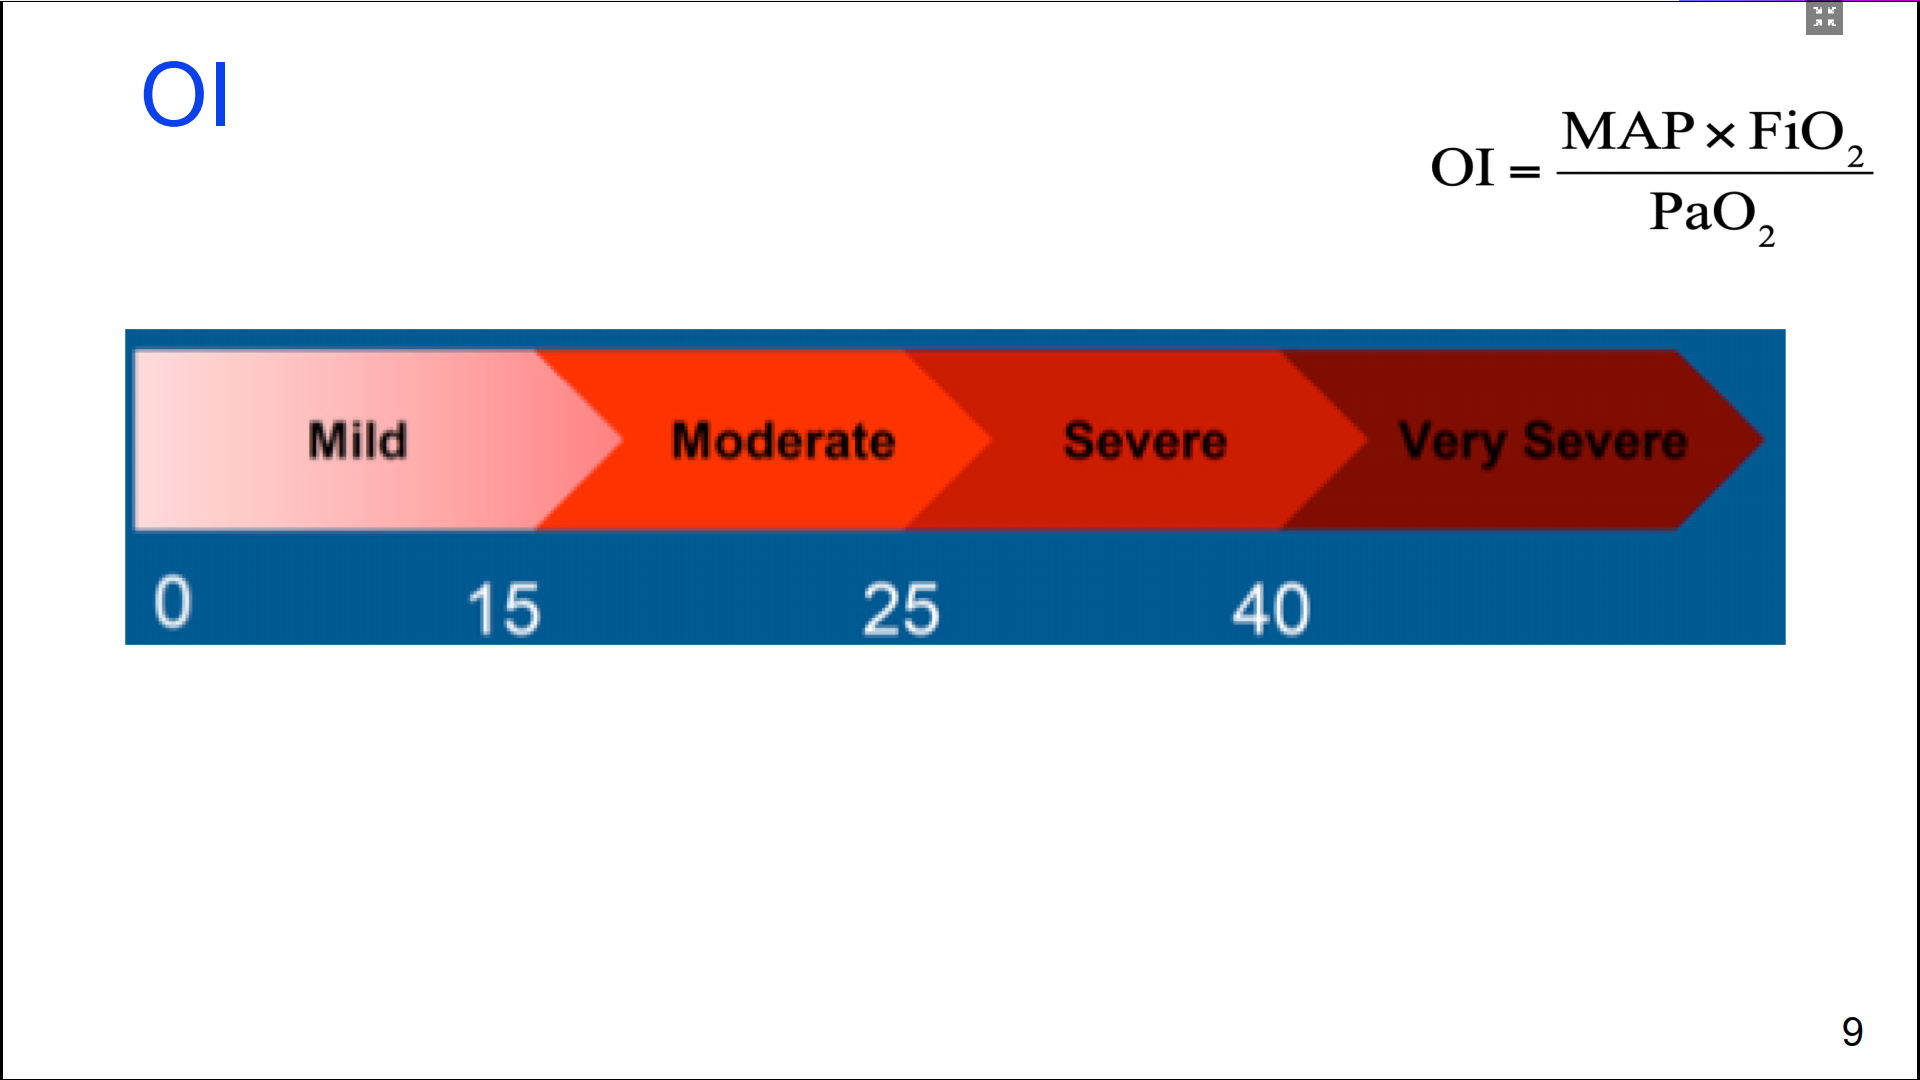 OI
OI = MAP × FiO₂ / PaO₂
Mild Moderate Severe Very Severe
0 15 25 40
9